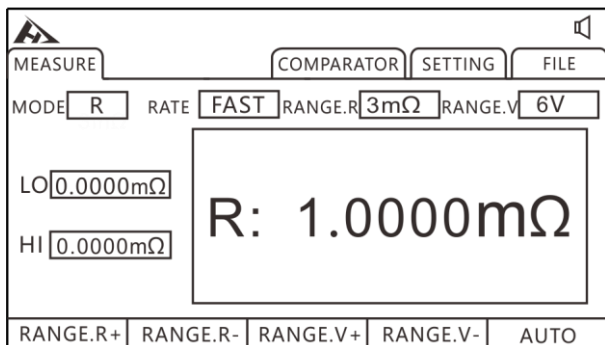 MEASURE COMPARATOR SETTING FILE
MODE R RATE FAST RANGE.R 3mΩ RANGE.V 6V
LO 0.0000mΩ
R: 1.0000mΩ
HI 0.0000mΩ
RANGE.R+ RANGE.R- RANGE.V+ RANGE.V- AUTO